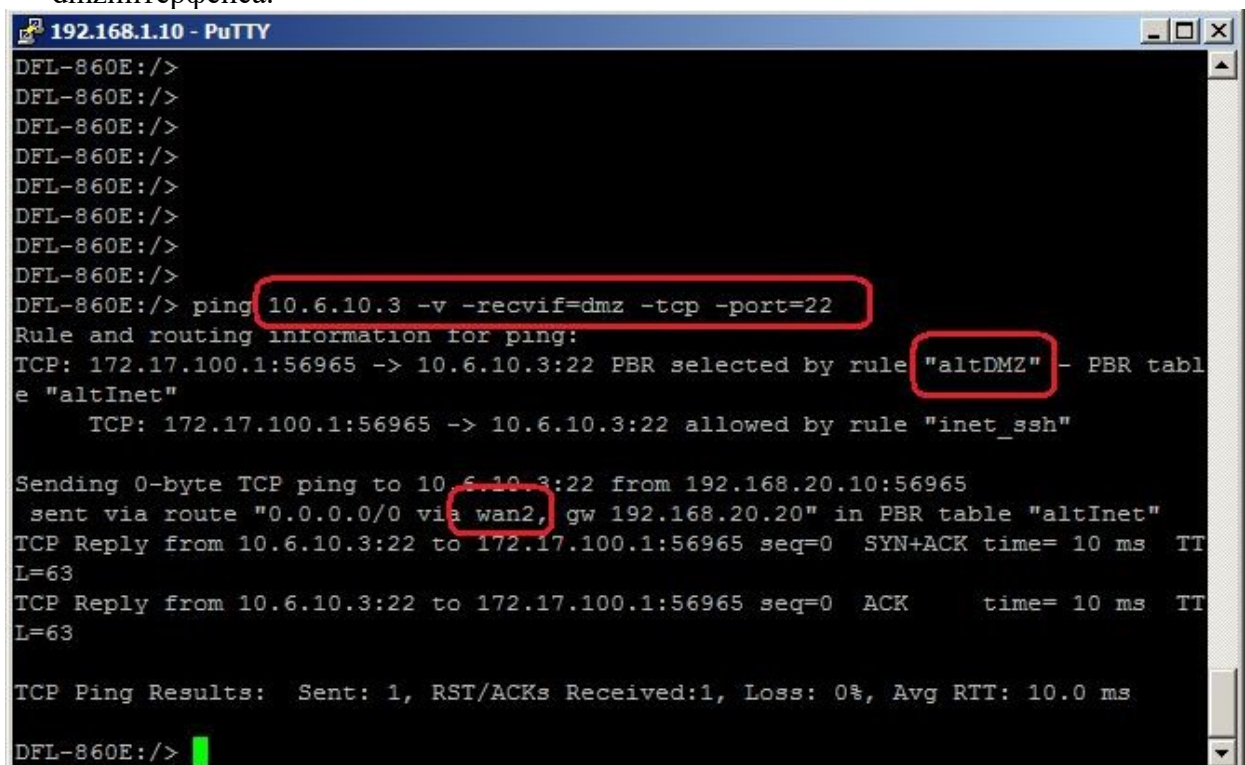 dmzинтерфейса.
192.168.1.10 - PuTTY
DFL-860E:/>
DFL-860E:/>
DFL-860E:/>
DFL-860E:/>
DFL-860E:/>
DFL-860E:/>
DFL-860E:/>
DFL-860E:/>
DFL-860E:/> ping 10.6.10.3 -v -recvif=dmz -tcp -port=22
Rule and routing information for ping:
TCP: 172.17.100.1:56965 -> 10.6.10.3:22 PBR selected by rule "altDMZ" - PBR tabl
e "altInet"
TCP: 172.17.100.1:56965 -> 10.6.10.3:22 allowed by rule "inet_ssh"
Sending 0-byte TCP ping to 10.6.10.3:22 from 192.168.20.10:56965
sent via route "0.0.0.0/0 via wan2, gw 192.168.20.20" in PBR table "altInet"
TCP Reply from 10.6.10.3:22 to 172.17.100.1:56965 seq=0 SYN+ACK time= 10 ms TT
L=63
TCP Reply from 10.6.10.3:22 to 172.17.100.1:56965 seq=0 ACK time= 10 ms TT
L=63
TCP Ping Results: Sent: 1, RST/ACKs Received:1, Loss: 0%, Avg RTT: 10.0 ms
DFL-860E:/>